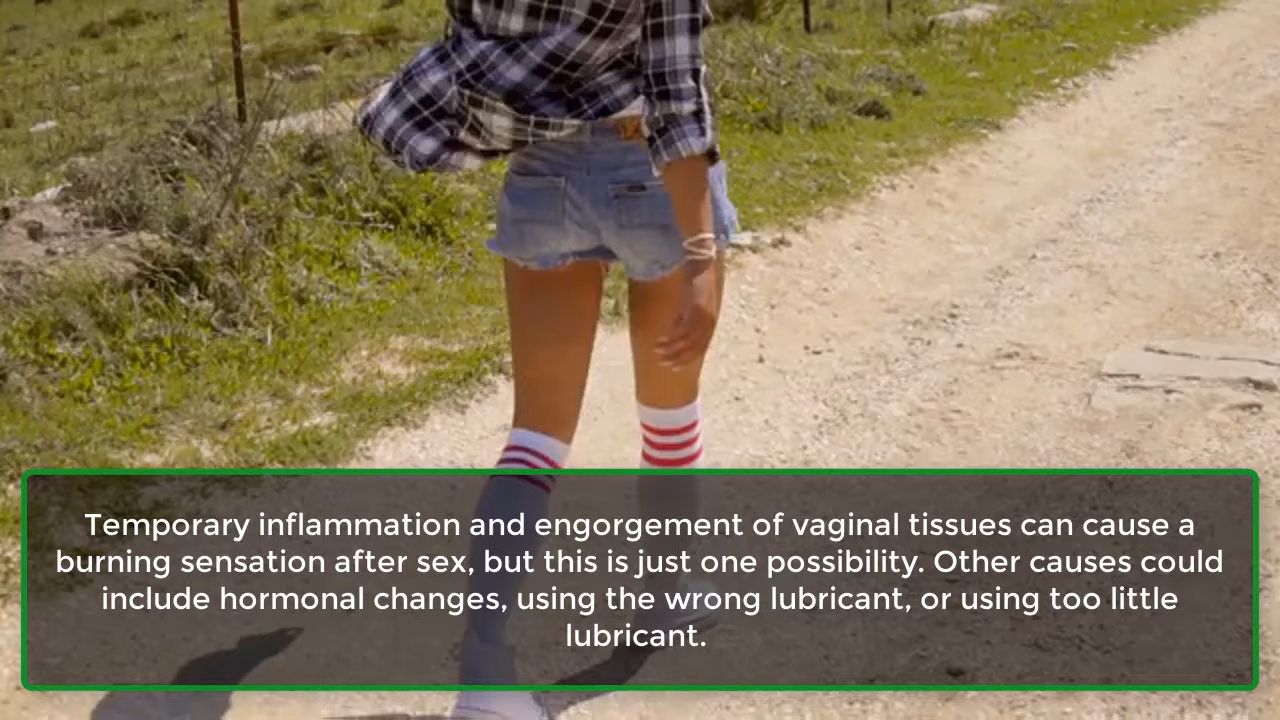 Temporary inflammation and engorgement of vaginal tissues can cause a
burning sensation after sex, but this is just one possibility. Other causes could
include hormonal changes, using the wrong lubricant, or using too little
lubricant.